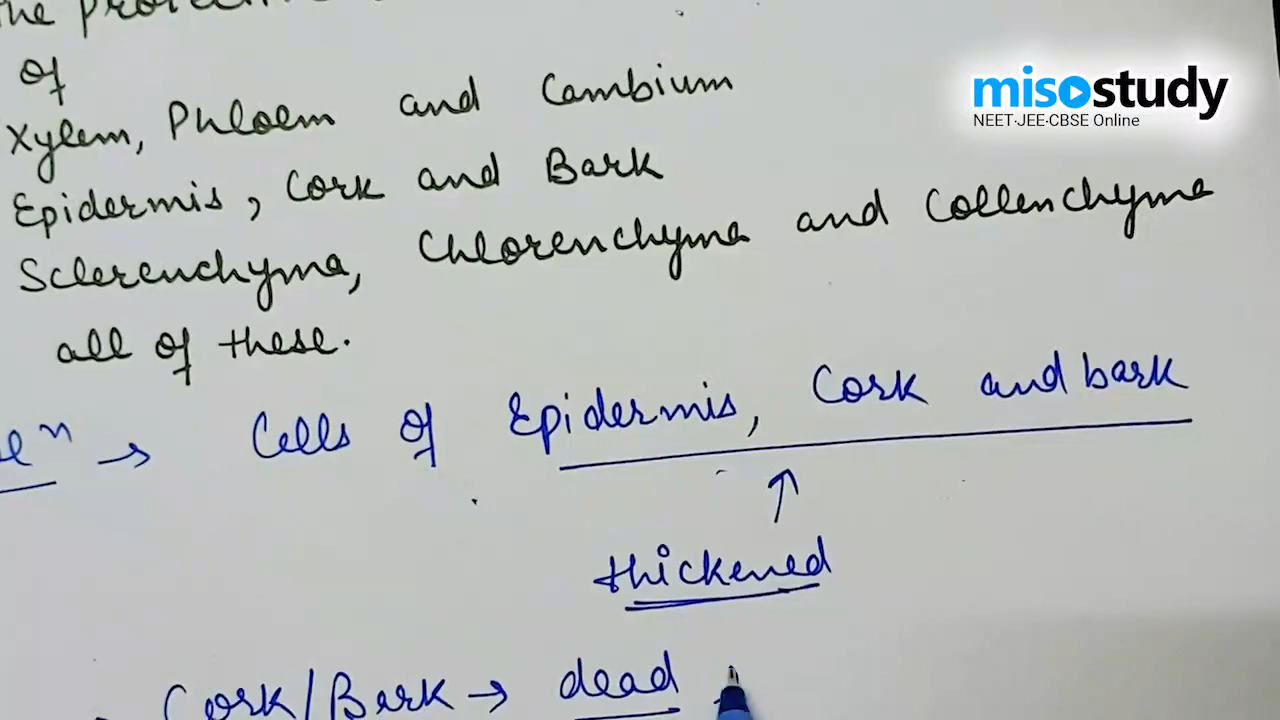 the
of
Xylem, Phloem and Cambium
Epidermis, Cork and Bark
Sclerenchyma, Chlorenchyma and Collenchyma
all of these.
→ Cells of Epidermis, Cork and bark
↑
thickened
Cork/Bark → dead
misostudy
NEET·JEE·CBSE Online